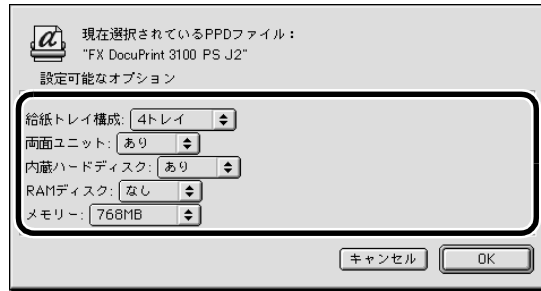 現在選択されているPPDファイル：
"FX DocuPrint 3100 PS J2"
設定可能なオプション
給紙トレイ構成: 4トレイ
両面ユニット: あり
内蔵ハードディスク: あり
RAMディスク: なし
メモリー: 768MB
キャンセル OK